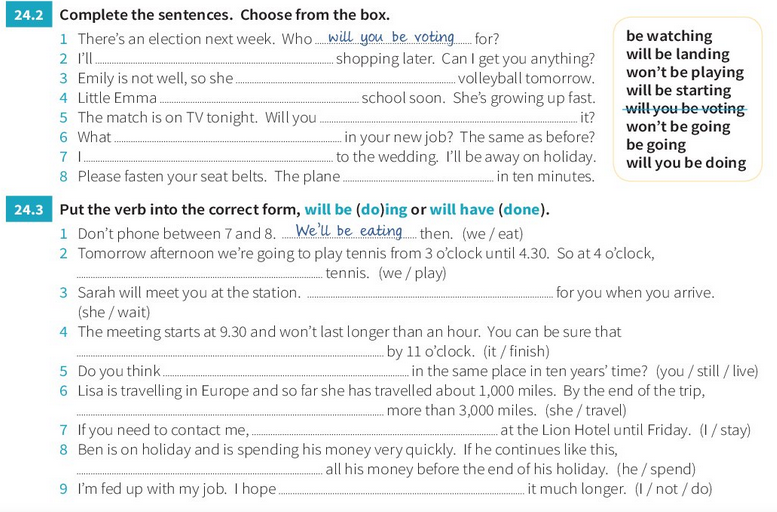 24.2 Complete the sentences. Choose from the box.
1 There's an election next week. Who will you be voting for?
2 I'll shopping later. Can I get you anything?
3 Emily is not well, so she volleyball tomorrow.
4 Little Emma school soon. She's growing up fast.
5 The match is on TV tonight. Will you it?
6 What in your new job? The same as before?
7 I to the wedding. I'll be away on holiday.
8 Please fasten your seat belts. The plane in ten minutes.
be watching
will be landing
won't be playing
will be starting
will you be voting
won't be going
be going
will you be doing
24.3 Put the verb into the correct form, will be (do)ing or will have (done).
1 Don't phone between 7 and 8. We'll be eating then. (we / eat)
2 Tomorrow afternoon we're going to play tennis from 3 o'clock until 4.30. So at 4 o'clock,
tennis. (we / play)
3 Sarah will meet you at the station. for you when you arrive.
(she / wait)
4 The meeting starts at 9.30 and won't last longer than an hour. You can be sure that
by 11 o'clock. (it / finish)
5 Do you think in the same place in ten years' time? (you / still / live)
6 Lisa is travelling in Europe and so far she has travelled about 1,000 miles. By the end of the trip,
more than 3,000 miles. (she / travel)
7 If you need to contact me, at the Lion Hotel until Friday. (I / stay)
8 Ben is on holiday and is spending his money very quickly. If he continues like this,
all his money before the end of his holiday. (he / spend)
9 I'm fed up with my job. I hope it much longer. (I / not / do)